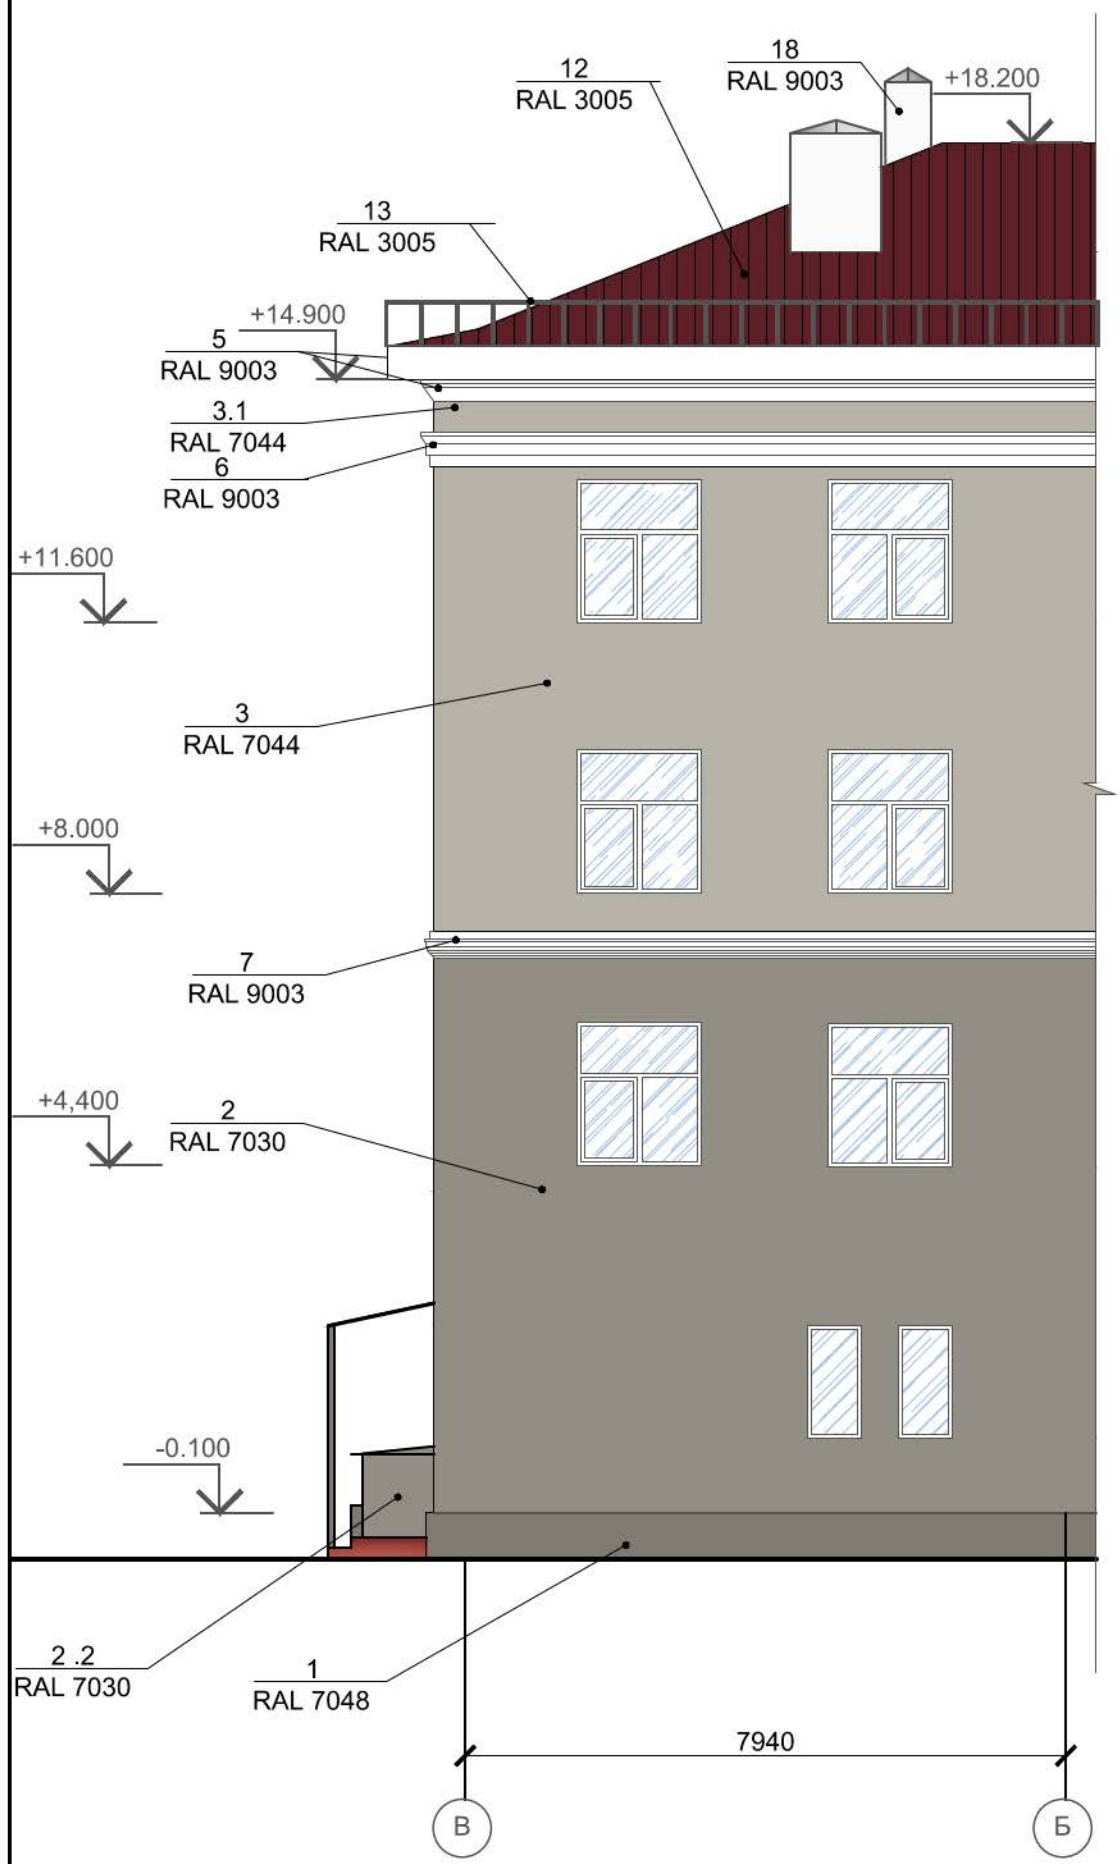 18
RAL 9003
+18.200
12
RAL 3005
13
RAL 3005
+14.900
5
RAL 9003
3.1
RAL 7044
6
RAL 9003
+11.600
3
RAL 7044
+8.000
7
RAL 9003
+4,400
2
RAL 7030
-0.100
2 .2
RAL 7030
1
RAL 7048
7940
В
Б